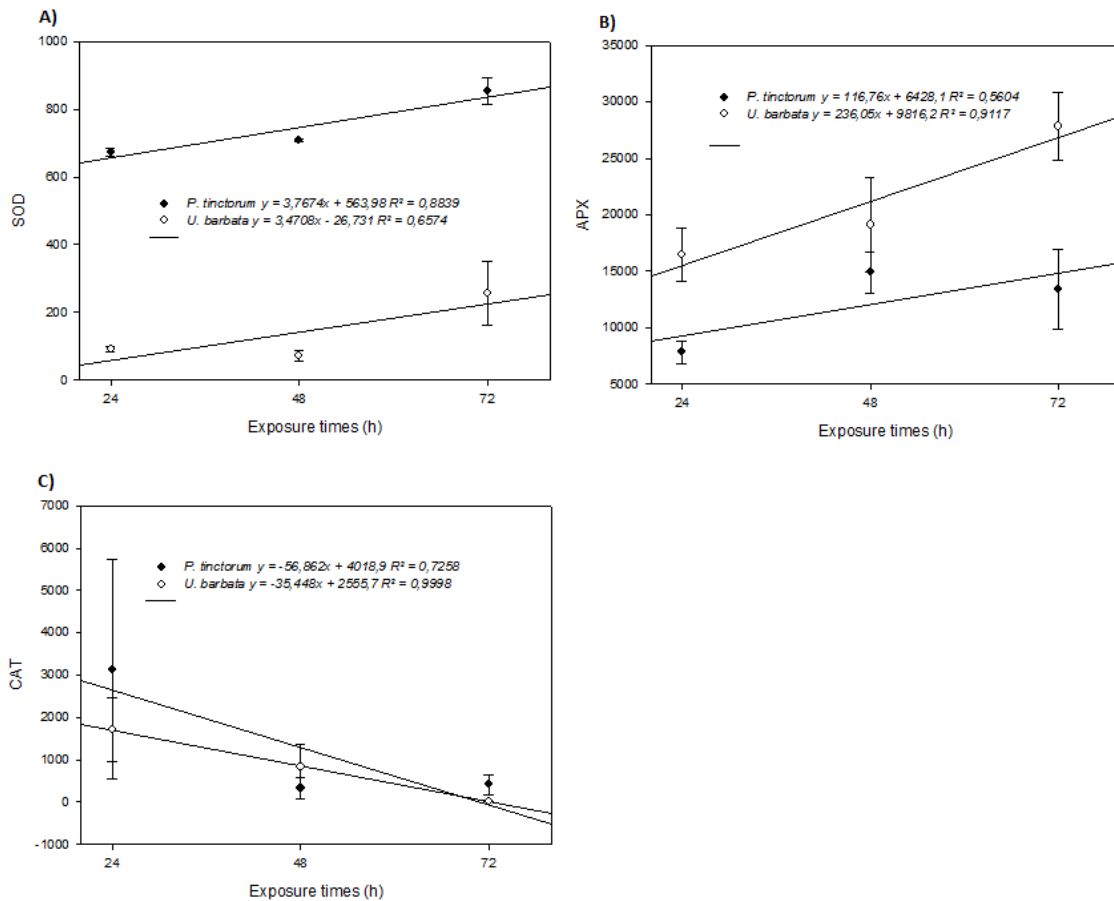 A)
1000
800
600
400
200
0
SOD
P. tinctorum y = 3,7674x + 563,98 R² = 0,8839
U. barbata y = 3,4708x - 26,731 R² = 0,6574
24 48 72
Exposure times (h)
B)
35000
30000
25000
20000
15000
10000
5000
APX
P. tinctorum y = 116,76x + 6428,1 R² = 0,5604
U. barbata y = 236,05x + 9816,2 R² = 0,9117
24 48 72
Exposure times (h)
C)
7000
6000
5000
4000
3000
2000
1000
0
-1000
CAT
P. tinctorum y = -56,862x + 4018,9 R² = 0,7258
U. barbata y = -35,448x + 2555,7 R² = 0,9998
24 48 72
Exposure times (h)